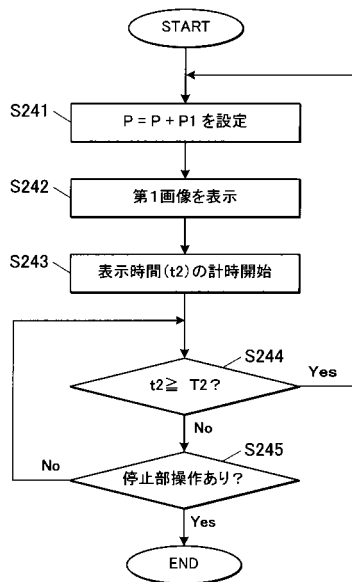 START
S241
P = P + P1 を設定
S242
第1画像を表示
S243
表示時間(t2)の計時開始
S244
t2≧ T2?
Yes
No
S245
停止部操作あり?
No
Yes
END